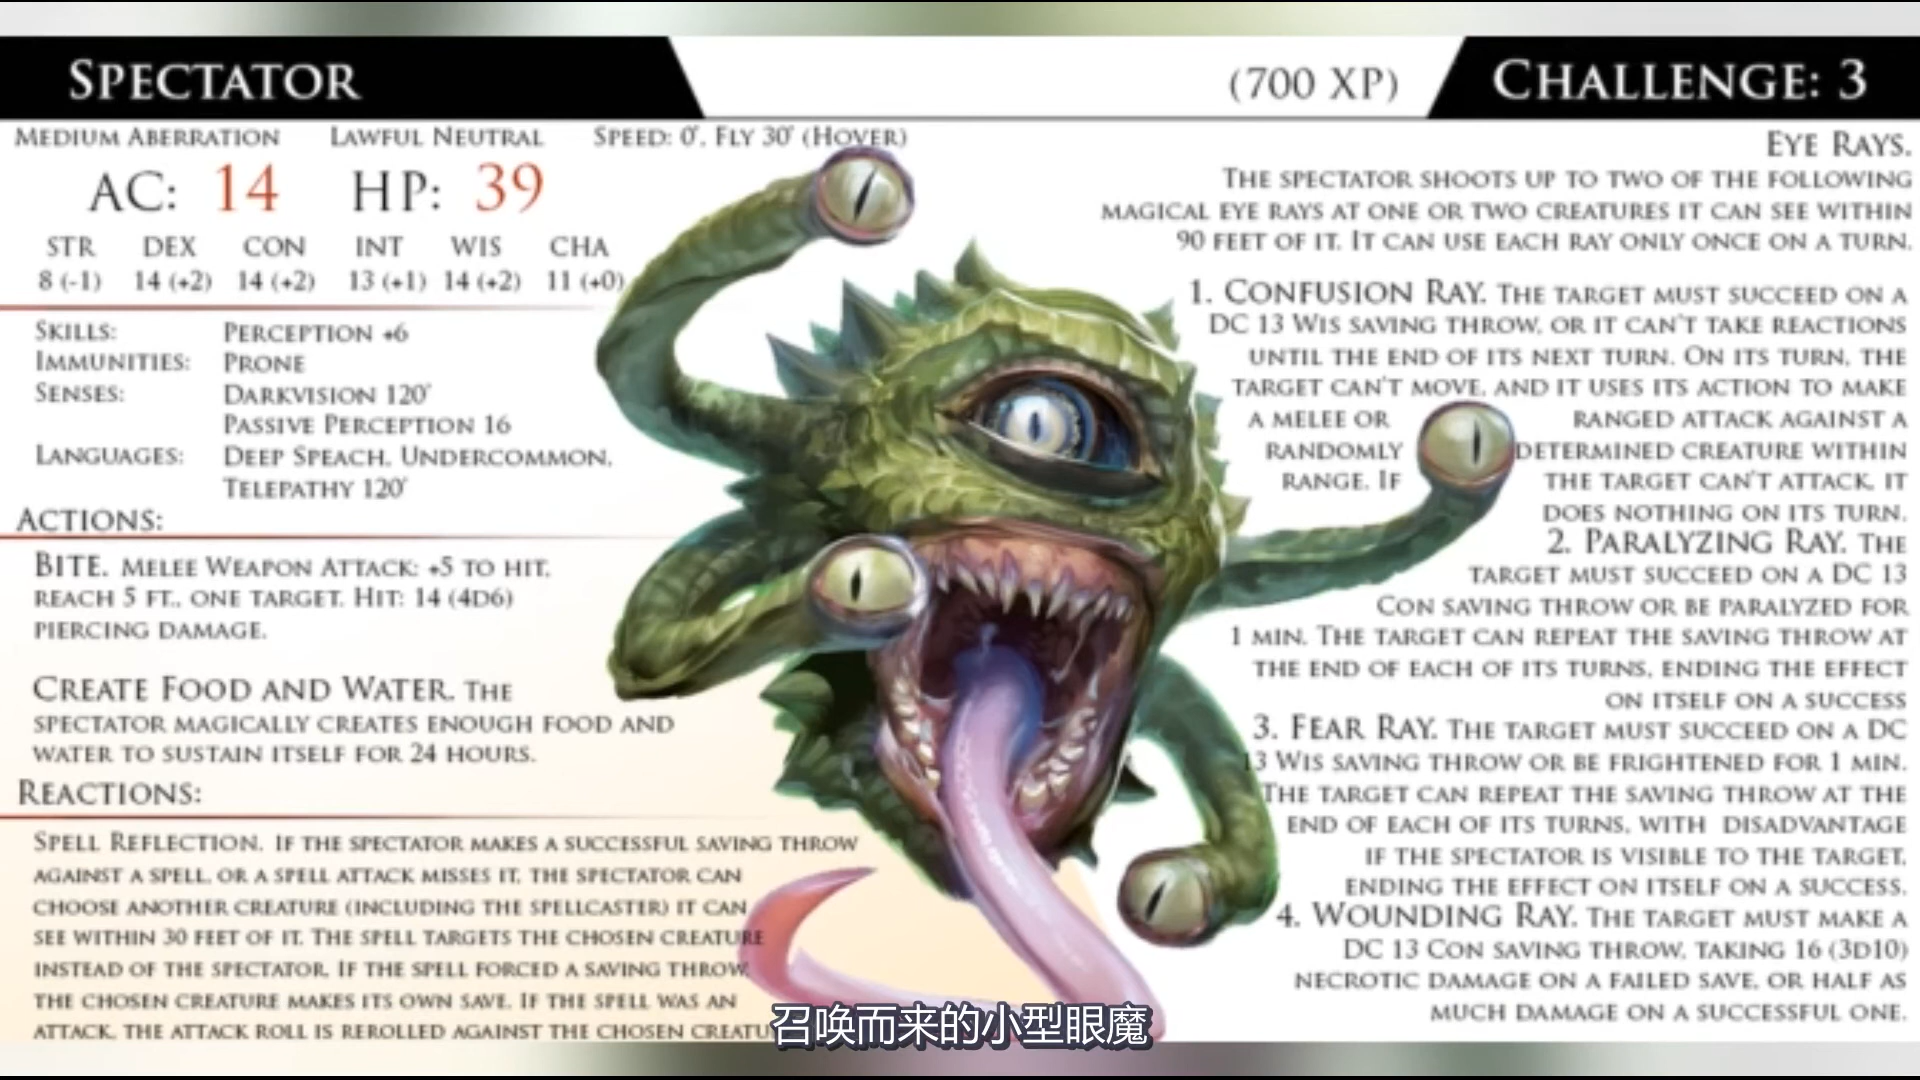 SPECTATOR
(700 XP)
CHALLENGE: 3
MEDIUM ABERRATION LAWFUL NEUTRAL SPEED: 0', FLY 30' (HOVER)
AC: 14 HP: 39
STR DEX CON INT WIS CHA
8 (-1) 14 (+2) 14 (+2) 13 (+1) 14 (+2) 11 (+0)
SKILLS: PERCEPTION +6
IMMUNITIES: PRONE
SENSES: DARKVISION 120'
PASSIVE PERCEPTION 16
LANGUAGES: DEEP SPEACH, UNDERCOMMON,
TELEPATHY 120'
ACTIONS:
BITE. MELEE WEAPON ATTACK: +5 TO HIT,
REACH 5 FT., ONE TARGET. HIT: 14 (4D6)
PIERCING DAMAGE.
CREATE FOOD AND WATER. THE
SPECTATOR MAGICALLY CREATES ENOUGH FOOD AND
WATER TO SUSTAIN ITSELF FOR 24 HOURS.
REACTIONS:
SPELL REFLECTION. IF THE SPECTATOR MAKES A SUCCESSFUL SAVING THROW
AGAINST A SPELL, OR A SPELL ATTACK MISSES IT, THE SPECTATOR CAN
CHOOSE ANOTHER CREATURE (INCLUDING THE SPELLCASTER) IT CAN
SEE WITHIN 30 FEET OF IT. THE SPELL TARGETS THE CHOSEN CREATURE
INSTEAD OF THE SPECTATOR. IF THE SPELL FORCED A SAVING THROW,
THE CHOSEN CREATURE MAKES ITS OWN SAVE. IF THE SPELL WAS AN
ATTACK, THE ATTACK ROLL IS REROLLED AGAINST THE CHOSEN
EYE RAYS.
THE SPECTATOR SHOOTS UP TO TWO OF THE FOLLOWING
MAGICAL EYE RAYS AT ONE OR TWO CREATURES IT CAN SEE WITHIN
90 FEET OF IT. IT CAN USE EACH RAY ONLY ONCE ON A TURN.
1. CONFUSION RAY. THE TARGET MUST SUCCEED ON A
DC 13 WIS SAVING THROW, OR IT CAN'T TAKE REACTIONS
UNTIL THE END OF ITS NEXT TURN. ON ITS TURN, THE
TARGET CAN'T MOVE, AND IT USES ITS ACTION TO MAKE
A MELEE OR RANGED ATTACK AGAINST A
RANDOMLY DETERMINED CREATURE WITHIN
RANGE. IF THE TARGET CAN'T ATTACK, IT
DOES NOTHING ON ITS TURN.
2. PARALYZING RAY. THE
TARGET MUST SUCCEED ON A DC 13
CON SAVING THROW OR BE PARALYZED FOR
1 MIN. THE TARGET CAN REPEAT THE SAVING THROW AT
THE END OF EACH OF ITS TURNS, ENDING THE EFFECT
ON ITSELF ON A SUCCESS
3. FEAR RAY. THE TARGET MUST SUCCEED ON A DC
13 WIS SAVING THROW OR BE FRIGHTENED FOR 1 MIN.
THE TARGET CAN REPEAT THE SAVING THROW AT THE
END OF EACH OF ITS TURNS, WITH DISADVANTAGE
IF THE SPECTATOR IS VISIBLE TO THE TARGET,
ENDING THE EFFECT ON ITSELF ON A SUCCESS.
4. WOUNDING RAY. THE TARGET MUST MAKE A
DC 13 CON SAVING THROW, TAKING 16 (3D10)
NECROTIC DAMAGE ON A FAILED SAVE, OR HALF AS
MUCH DAMAGE ON A SUCCESSFUL ONE.
召唤而来的小型眼魔